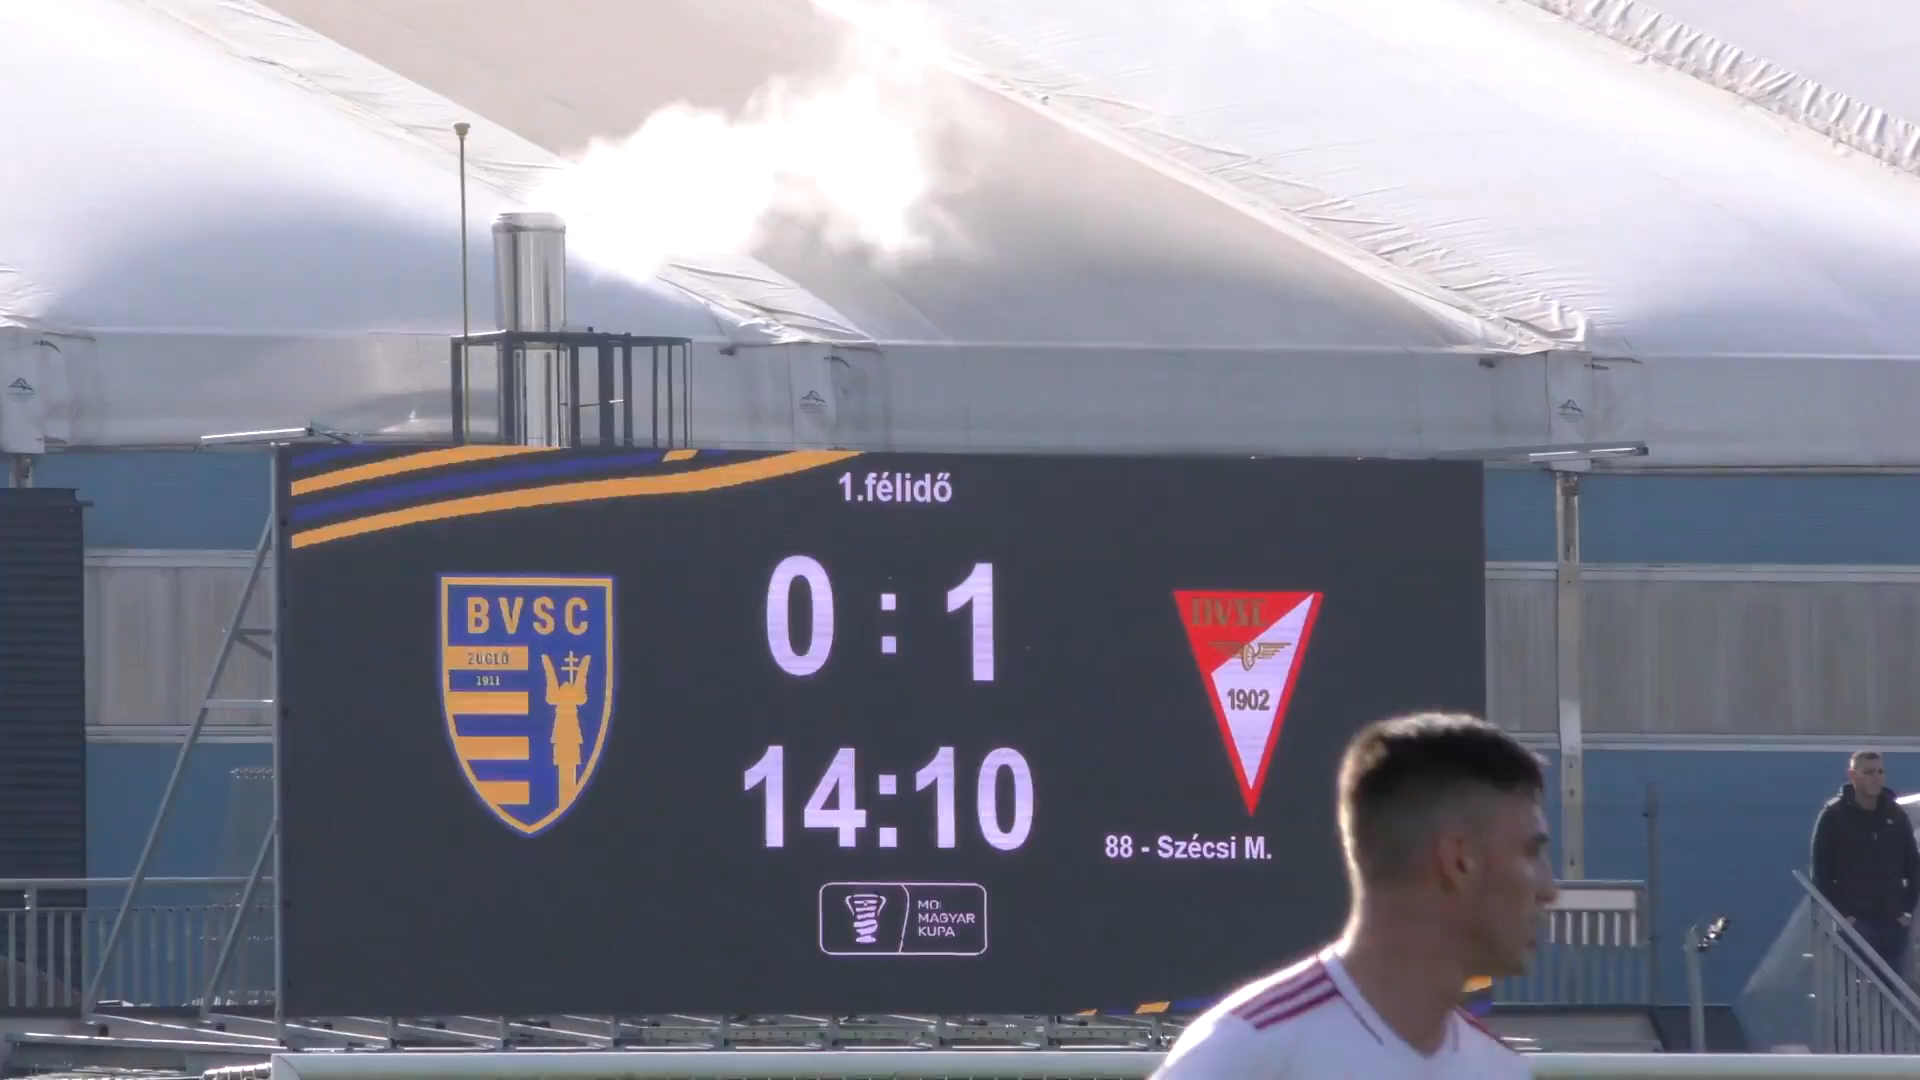 1.félidő
0 : 1
BVSC
ZUGLÓ
1911
DVSC
1902
14:10
88 - Szécsi M.
MOL
MAGYAR
KUPA